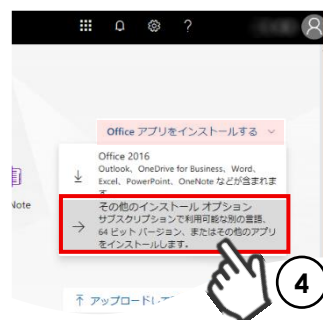 ?
Office アプリをインストールする
Office 2016
Outlook、OneDrive for Business、Word、
Excel、PowerPoint、OneNote などが含まれま
す
Note
その他のインストール オプション
サブスクリプションで利用可能な別の言語、
64 ビット バージョン、またはその他のアプリ
をインストールします。
4
アップロードして